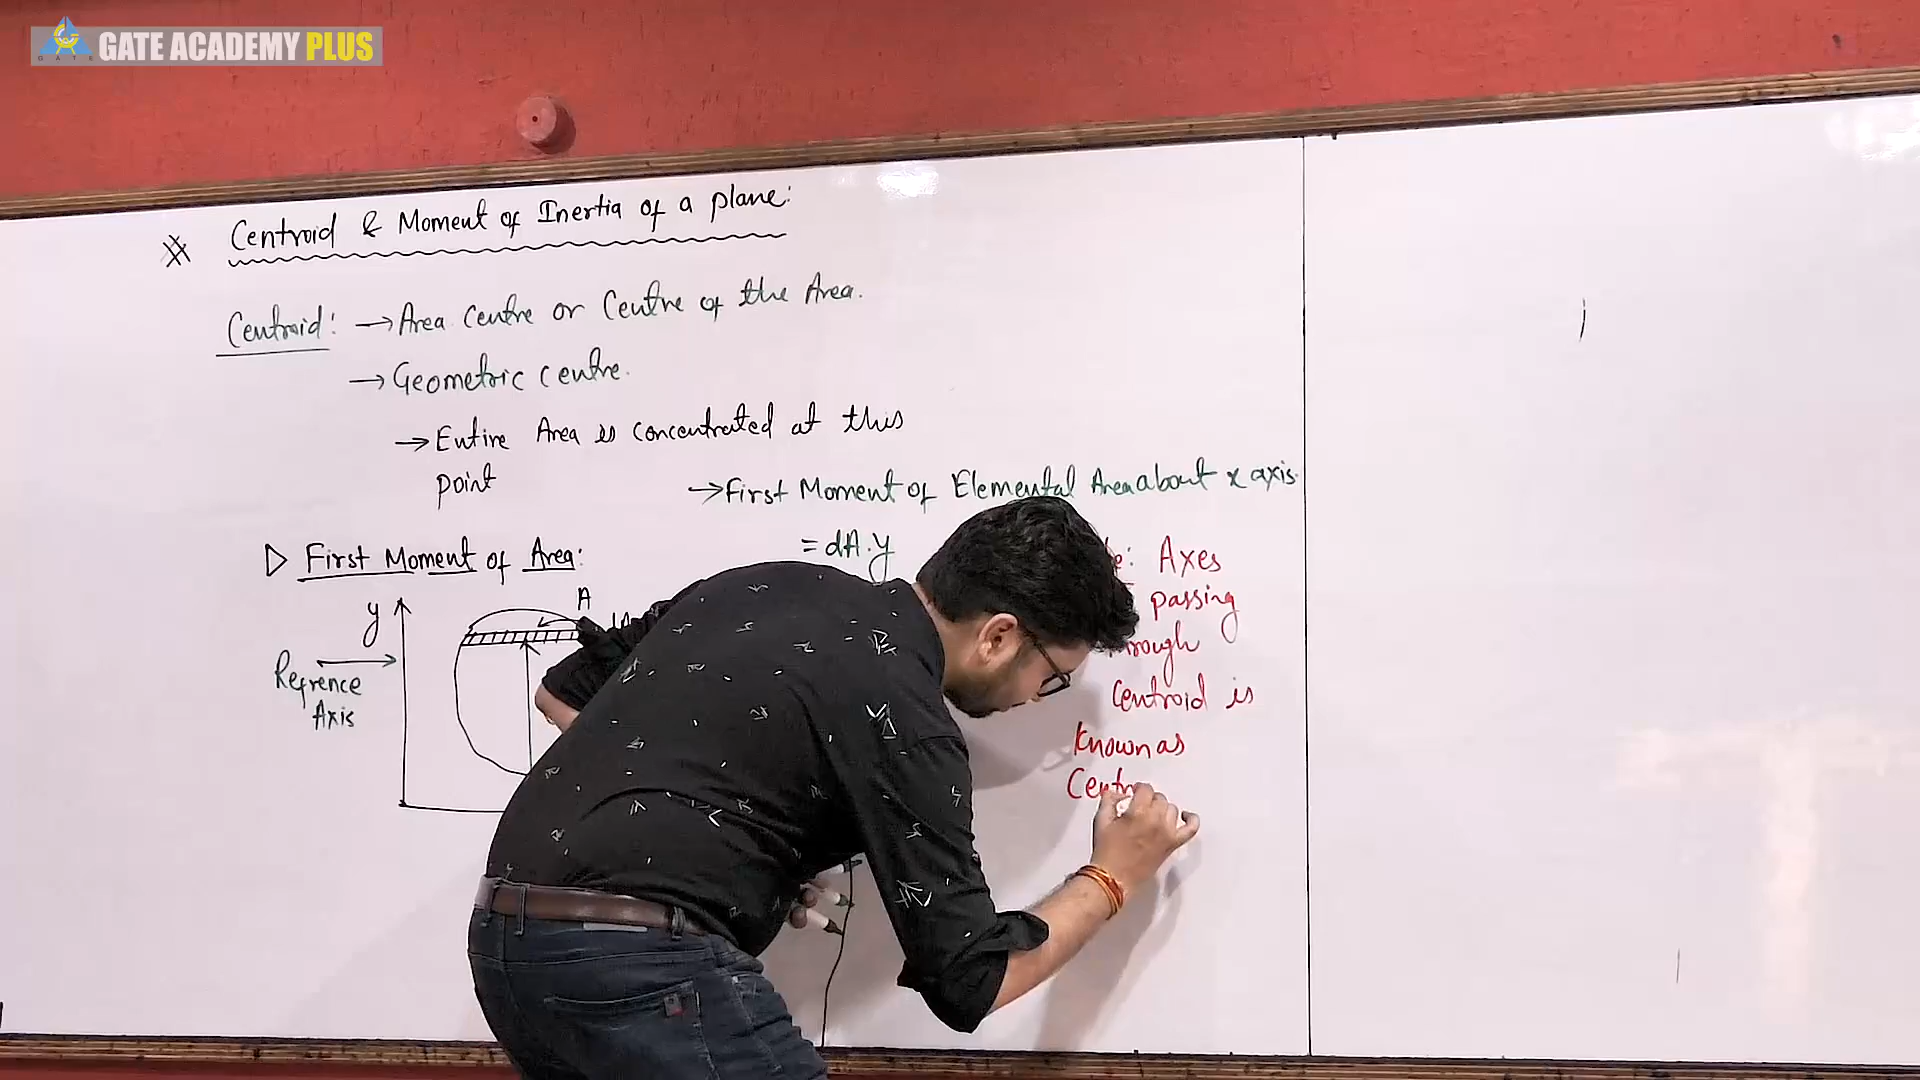 GATE ACADEMY PLUS
GATE
Centroid & Moment of Inertia of a plane:
Centroid: → Area centre or Centre of the Area.
→ Geometric centre.
→ Entire Area is concentrated at this
point
→ First Moment of Elemental Area about x axis.
= dA.y
▷ First Moment of Area:
A
y
Refrence
Axis
Axes
passing
Centroid is
known as